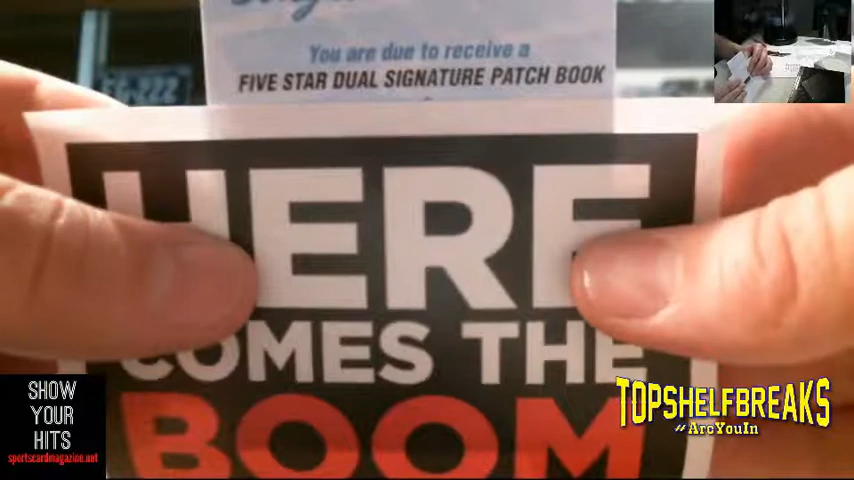 You are due to receive a
FIVE STAR DUAL SIGNATURE PATCH BOOK
HERE
COMES THE
BOOM
SHOW
YOUR
HITS
sportscardmagazine.net
TOPSHELFBREAKS
#AreYouIn